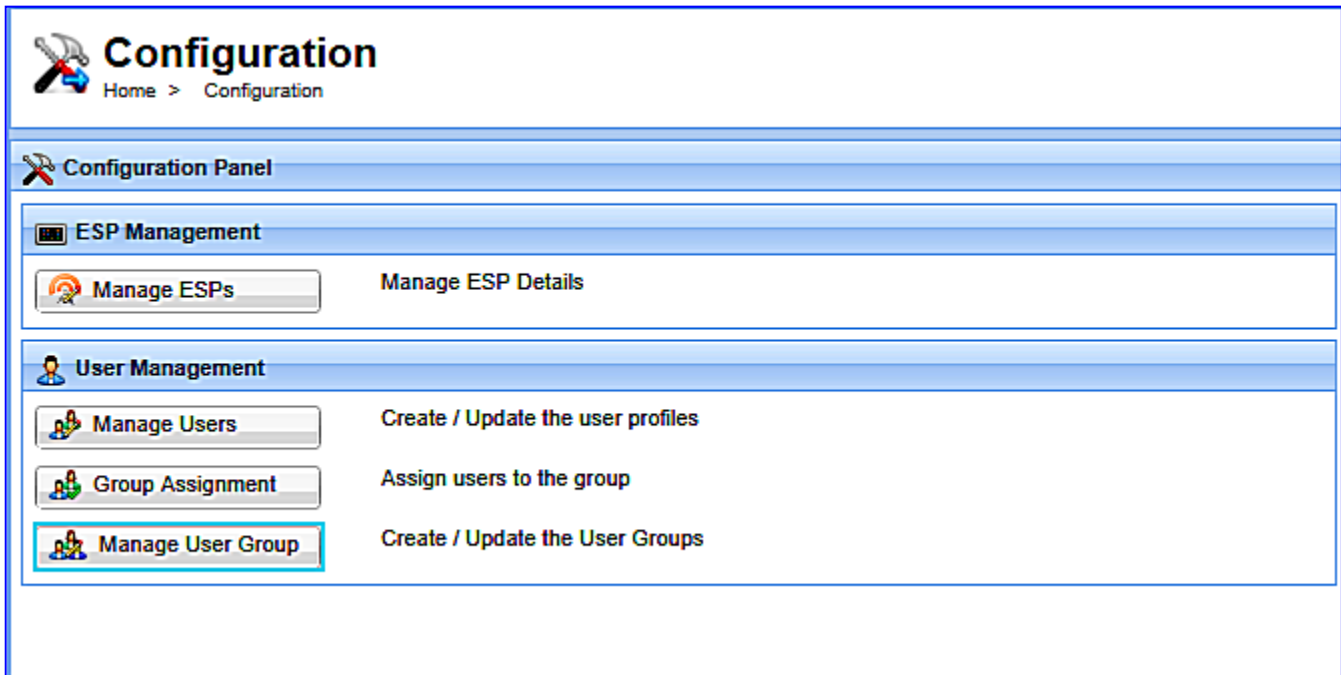 Configuration
Home > Configuration
Configuration Panel
ESP Management
Manage ESPs Manage ESP Details
User Management
Manage Users Create / Update the user profiles
Group Assignment Assign users to the group
Manage User Group Create / Update the User Groups